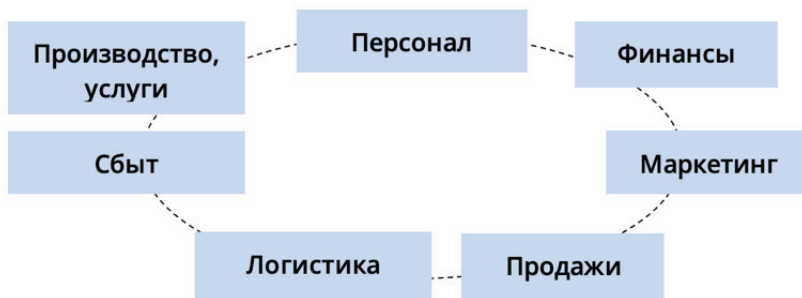 Персонал
Финансы
Производство,
услуги
Сбыт
Маркетинг
Логистика
Продажи